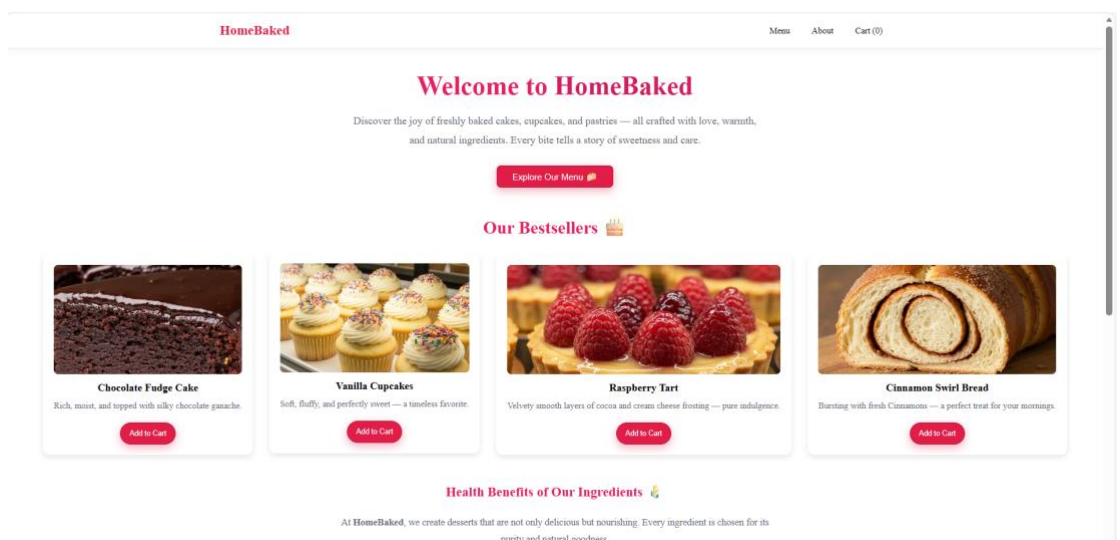 HomeBaked
Menu
About
Cart (0)
Welcome to HomeBaked
Discover the joy of freshly baked cakes, cupcakes, and pastries — all crafted with love, warmth,
and natural ingredients. Every bite tells a story of sweetness and care.
Explore Our Menu
Our Bestsellers
Chocolate Fudge Cake
Rich, moist, and topped with silky chocolate ganache.
Add to Cart
Vanilla Cupcakes
Soft, fluffy, and perfectly sweet — a timeless favorite.
Add to Cart
Raspberry Tart
Velvety smooth layers of cocoa and cream cheese frosting — pure indulgence.
Add to Cart
Cinnamon Swirl Bread
Bursting with fresh Cinnamons — a perfect treat for your mornings.
Add to Cart
Health Benefits of Our Ingredients
At HomeBaked, we create desserts that are not only delicious but nourishing. Every ingredient is chosen for its
purity and natural goodness.